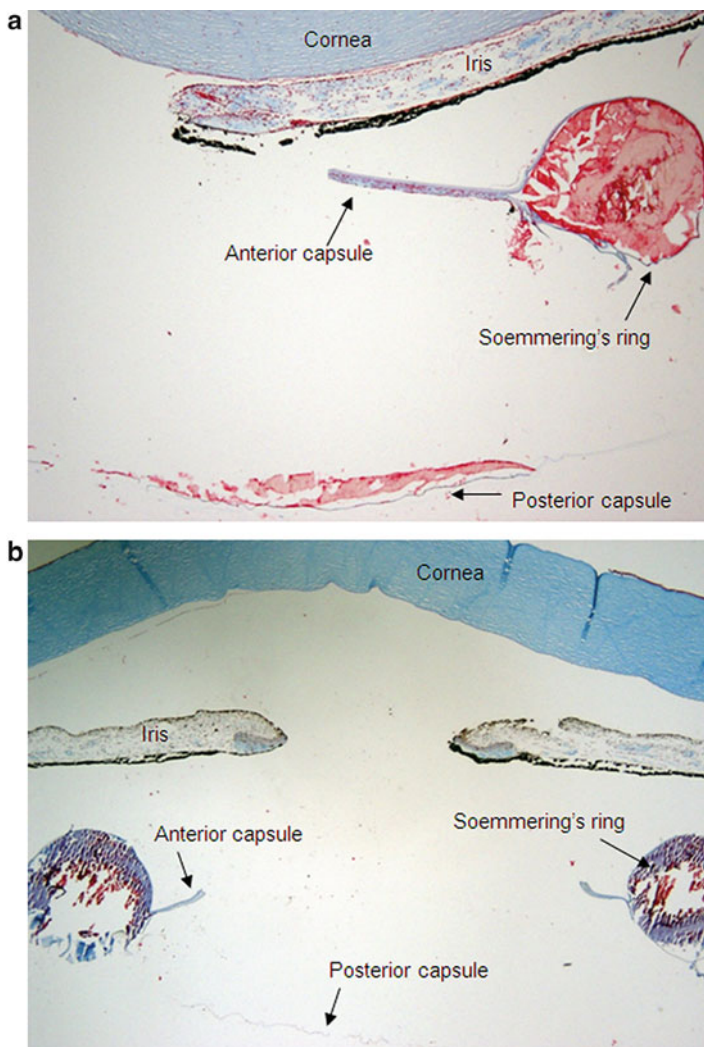 a
Cornea
Iris
Anterior capsule
Soemmering's ring
Posterior capsule
b
Cornea
Iris
Anterior capsule
Soemmering's ring
Posterior capsule